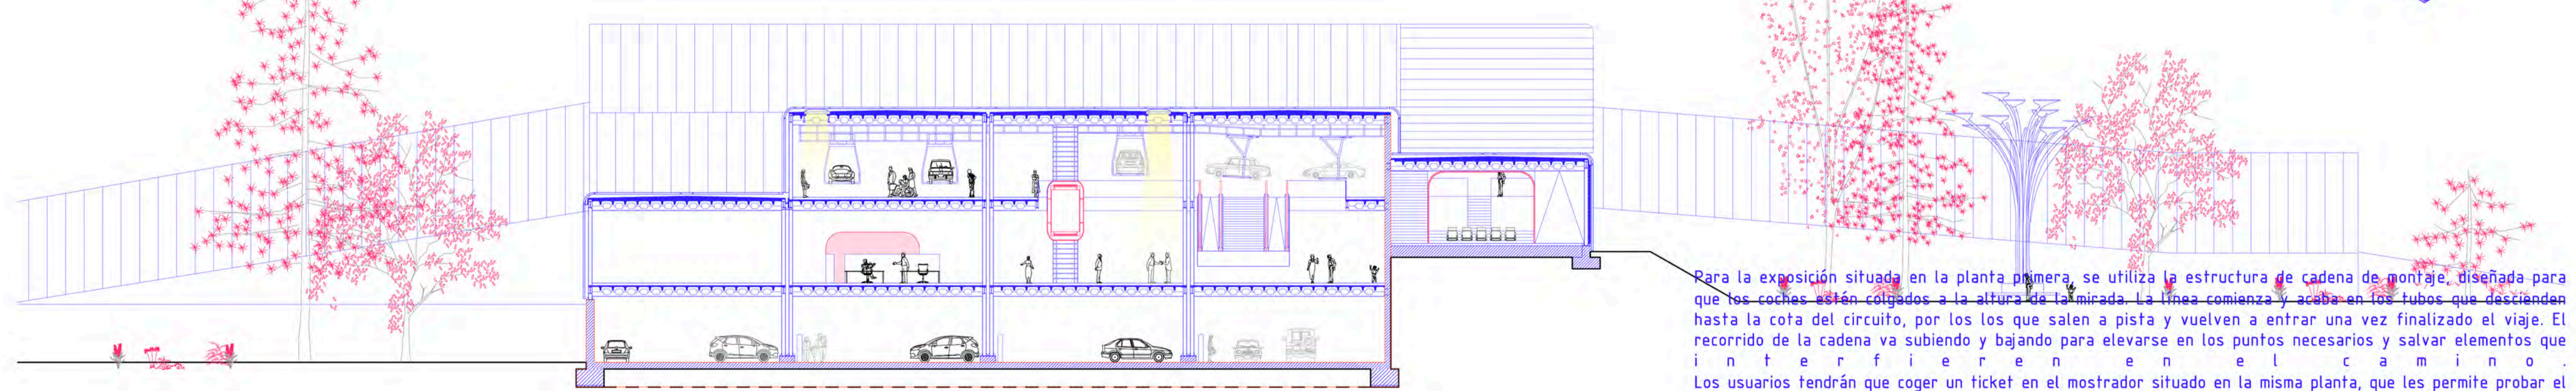 Para la exposición situada en la planta primera, se utiliza la estructura de cadena de montaje, diseñada para
que los coches estén colgados a la altura de la mirada. La línea comienza y acaba en los tubos que descienden
hasta la cota del circuito, por los los que salen a pista y vuelven a entrar una vez finalizado el viaje. El
recorrido de la cadena va subiendo y bajando para elevarse en los puntos necesarios y salvar elementos que
i n t e r f i e r e n e n e l c a m i n o .
Los usuarios tendrán que coger un ticket en el mostrador situado en la misma planta, que les permite probar el